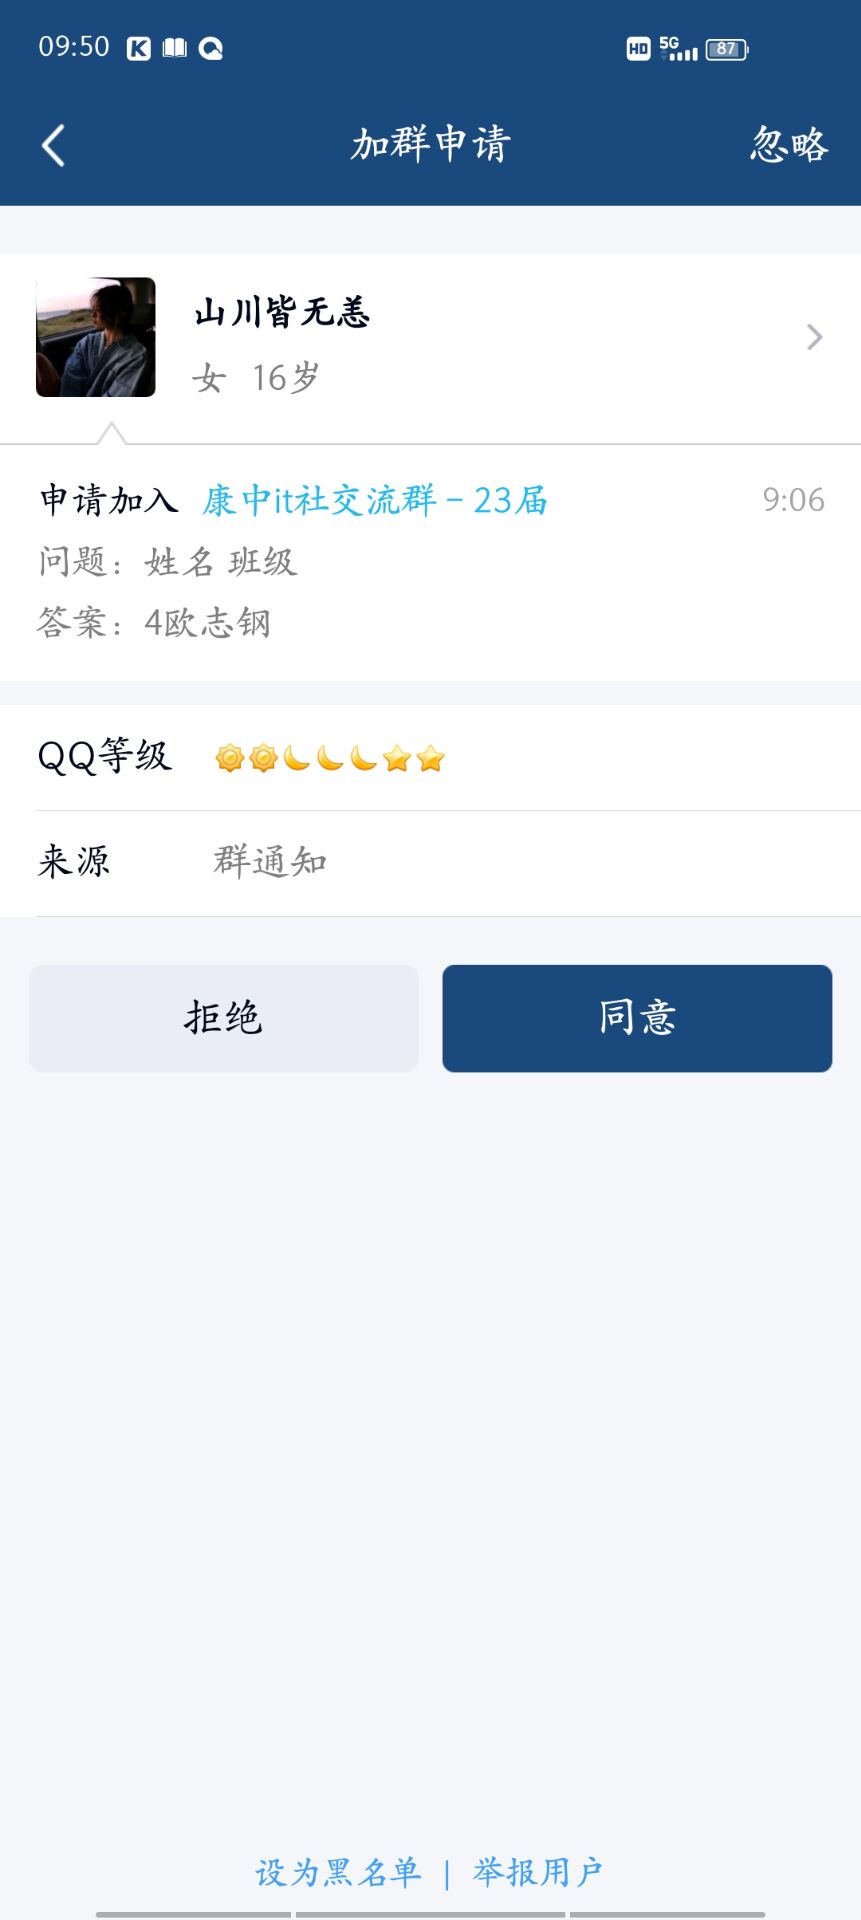 09:50 HD 5G 87
加群申请 忽略
山川皆无恙
女 16岁
申请加入 康中it社交流群-23届 9:06
问题：姓名 班级
答案：4欧志钢
QQ等级
来源 群通知
拒绝 同意
设为黑名单 | 举报用户